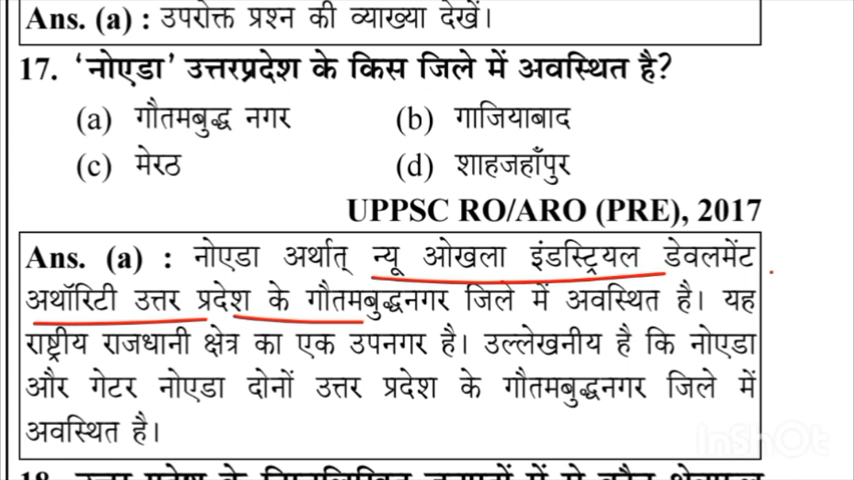 Ans. (a) : उपरोक्त प्रश्न की व्याख्या देखें।
17. ‘नोएडा’ उत्तरप्रदेश के किस जिले में अवस्थित है?
(a) गौतमबुद्ध नगर (b) गाजियाबाद
(c) मेरठ (d) शाहजहाँपुर
UPPSC RO/ARO (PRE), 2017
Ans. (a) : नोएडा अर्थात् न्यू ओखला इंडस्ट्रियल डेवलमेंट
अथॉरिटी उत्तर प्रदेश के गौतमबुद्धनगर जिले में अवस्थित है। यह
राष्ट्रीय राजधानी क्षेत्र का एक उपनगर है। उल्लेखनीय है कि नोएडा
और गेटर नोएडा दोनों उत्तर प्रदेश के गौतमबुद्धनगर जिले में
अवस्थित है।
InShOt